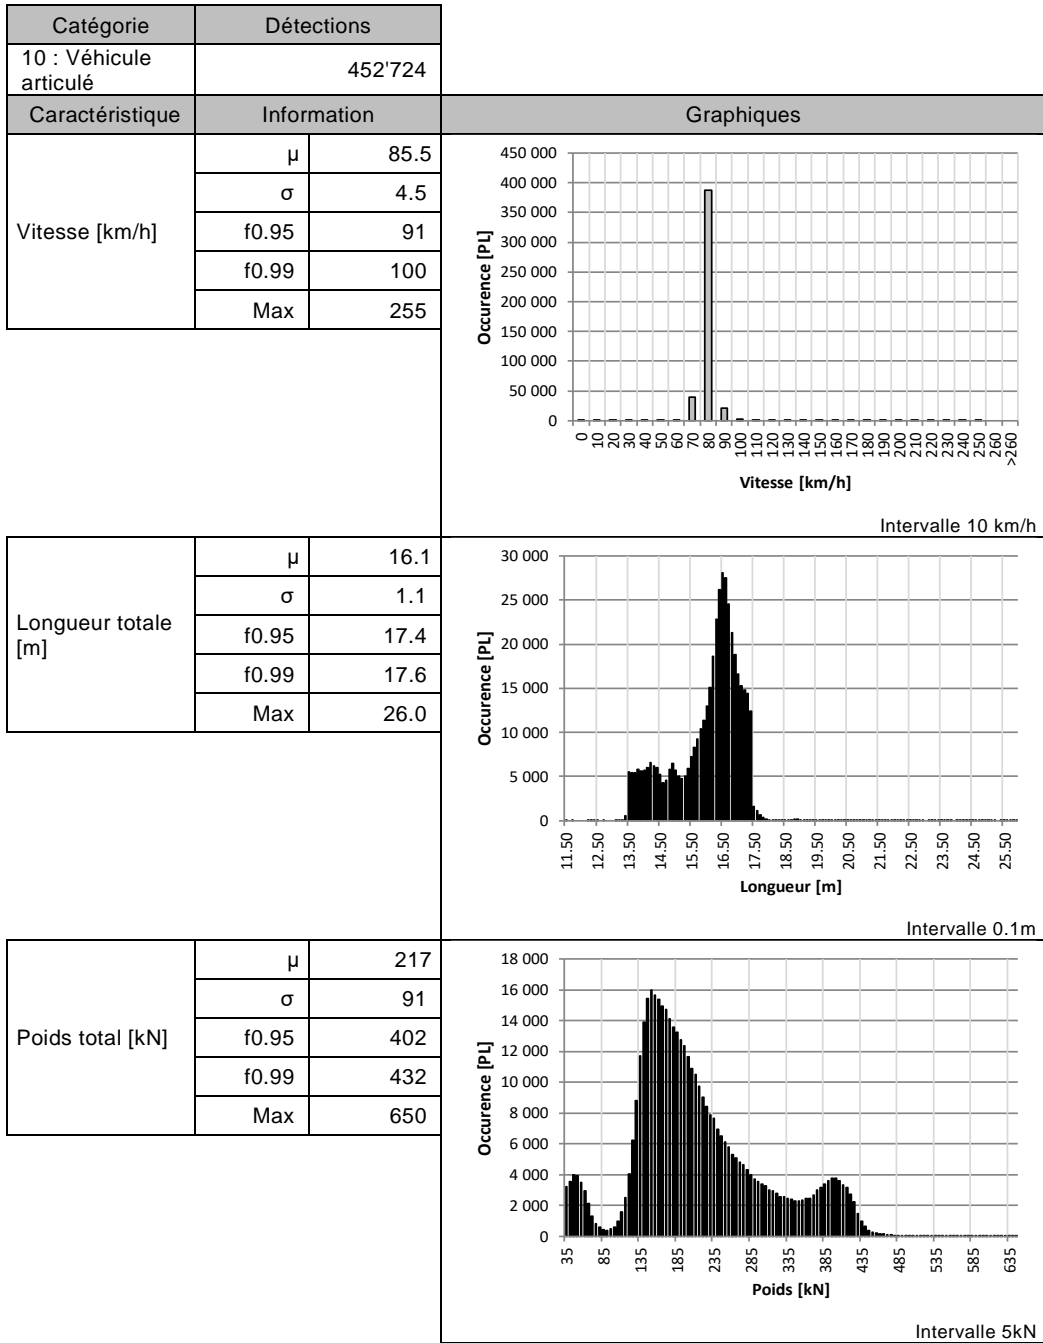 Catégorie Détections
10 : Véhicule
articulé
452'724
Caractéristique Information Graphiques
Vitesse [km/h]
µ 85.5
σ 4.5
f0.95 91
f0.99 100
Max 255
450 000
400 000
350 000
300 000
250 000
200 000
150 000
100 000
50 000
0
Occurence [PL]
0 10 20 30 40 50 60 70 80 90 100 110 120 130 140 150 160 170 180 190 200 210 220 230 240 250 260 >260
Vitesse [km/h]
Intervalle 10 km/h
Longueur totale
[m]
µ 16.1
σ 1.1
f0.95 17.4
f0.99 17.6
Max 26.0
30 000
25 000
20 000
15 000
10 000
5 000
0
Occurence [PL]
11.50 12.50 13.50 14.50 15.50 16.50 17.50 18.50 19.50 20.50 21.50 22.50 23.50 24.50 25.50
Longueur [m]
Intervalle 0.1m
Poids total [kN]
µ 217
σ 91
f0.95 402
f0.99 432
Max 650
18 000
16 000
14 000
12 000
10 000
8 000
6 000
4 000
2 000
0
Occurence [PL]
35 85 135 185 235 285 335 385 435 485 535 585 635
Poids [kN]
Intervalle 5kN